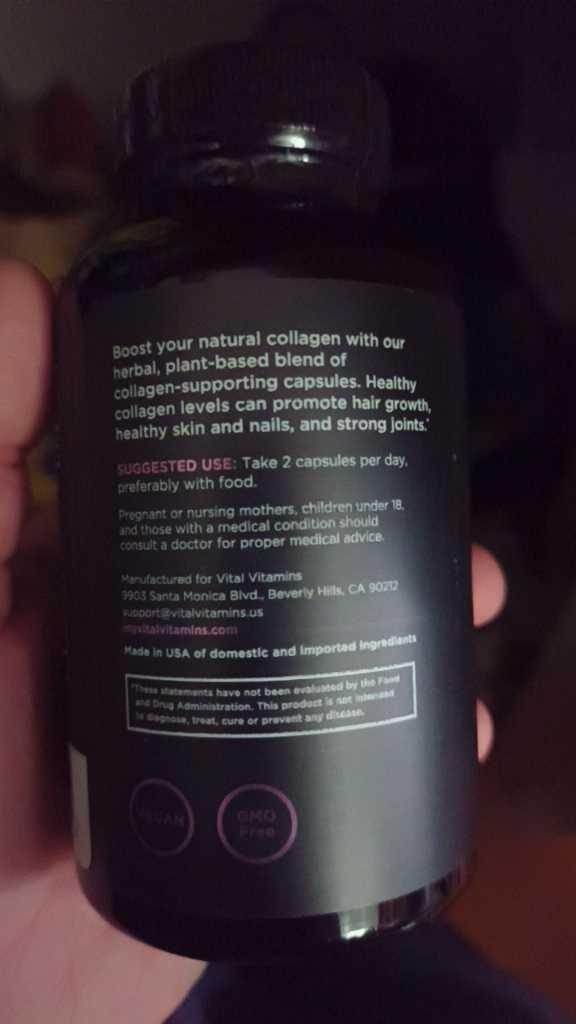 Boost your natural collagen with our
herbal, plant-based blend of
collagen-supporting capsules. Healthy
collagen levels can promote hair growth,
healthy skin and nails, and strong joints.*
SUGGESTED USE: Take 2 capsules per day,
preferably with food.
Pregnant or nursing mothers, children under 18,
and those with a medical condition should
consult a doctor for proper medical advice.
Manufactured for Vital Vitamins
9903 Santa Monica Blvd., Beverly Hills, CA 90212
support@vitalvitamins.us
myvitalvitamins.com
Made in USA of domestic and imported ingredients
*These statements have not been evaluated by the Food
and Drug Administration. This product is not intended
to diagnose, treat, cure or prevent any disease.
VEGAN
GMO
Free